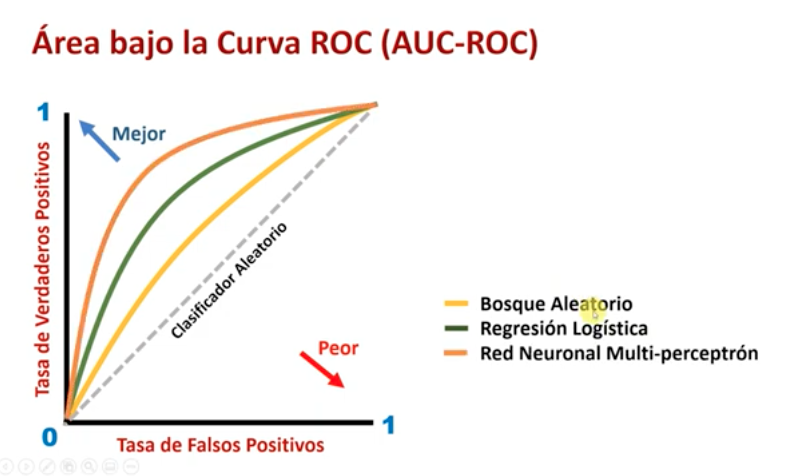 Área bajo la Curva ROC (AUC-ROC)
1
Mejor
Tasa de Verdaderos Positivos
Clasificador Aleatorio
Peor
0
1
Tasa de Falsos Positivos
Bosque Aleatorio
Regresión Logística
Red Neuronal Multi-perceptrón